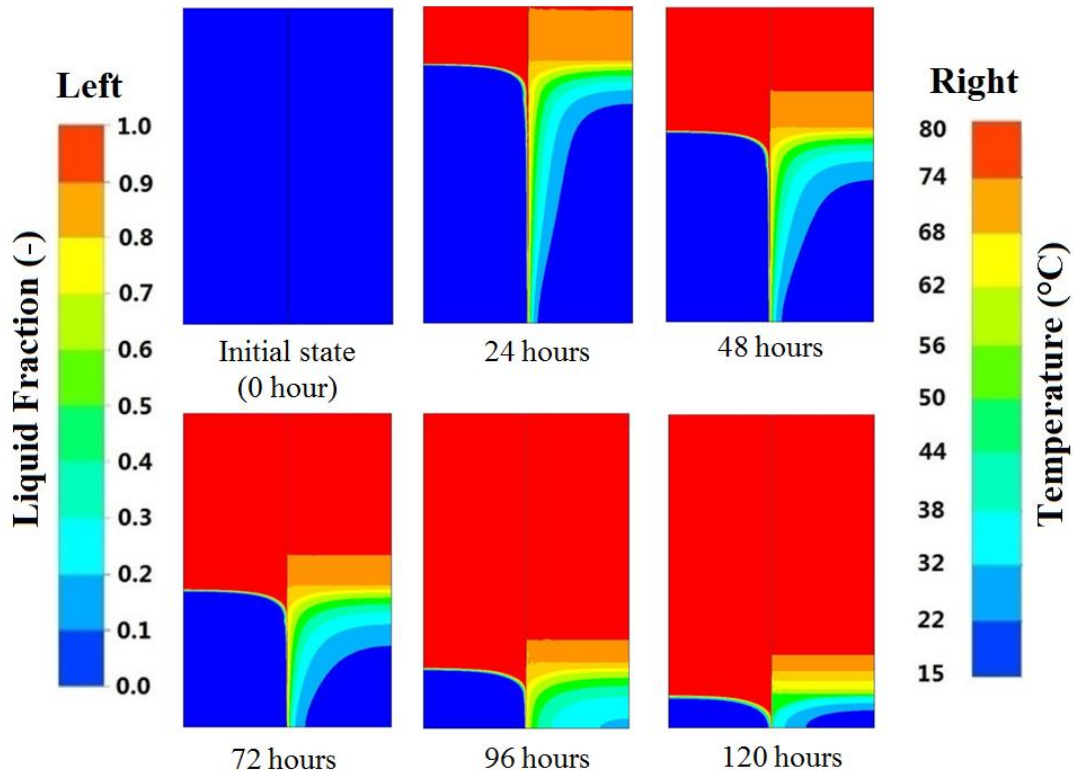 Left
Right
Liquid Fraction (-)
1.0
0.9
0.8
0.7
0.6
0.5
0.4
0.3
0.2
0.1
0.0
Initial state
(0 hour)
24 hours
48 hours
72 hours
96 hours
120 hours
80
74
68
62
56
50
44
38
32
22
15
Temperature (°C)